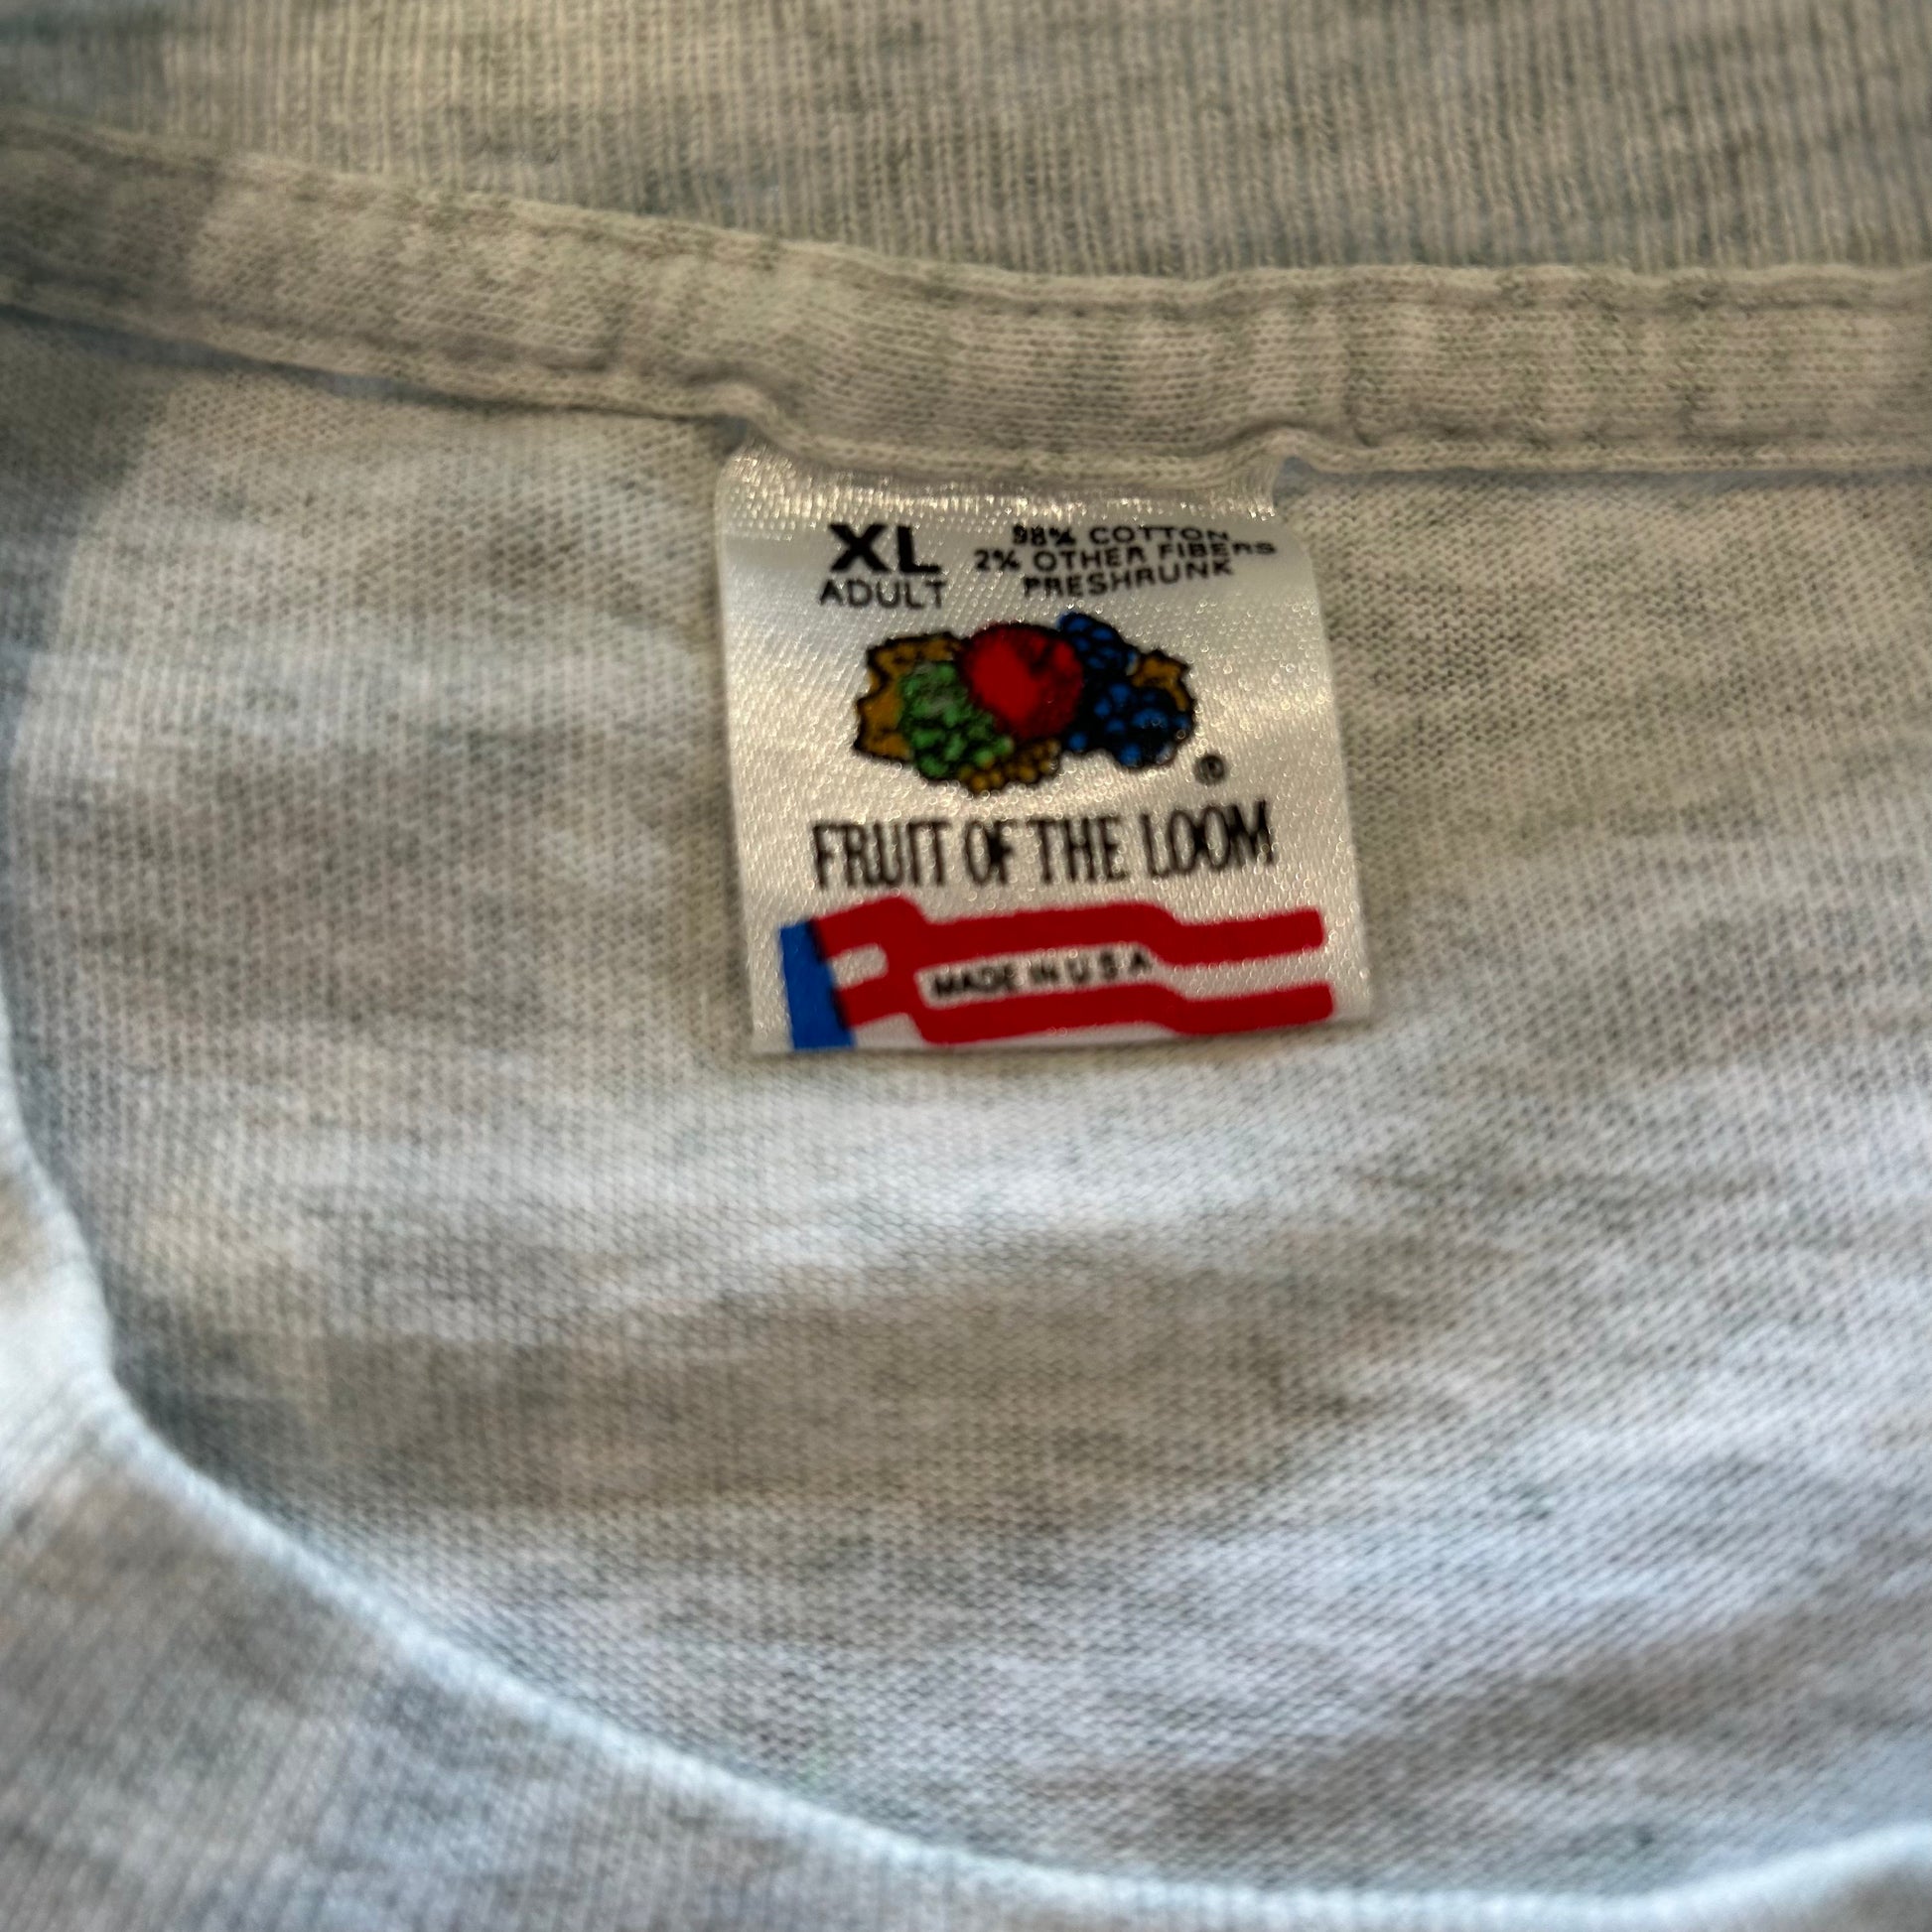 XL
ADULT
98% COTTON
2% OTHER FIBERS
PRESHRUNK
®
FRUIT OF THE LOOM
MADE IN U S A